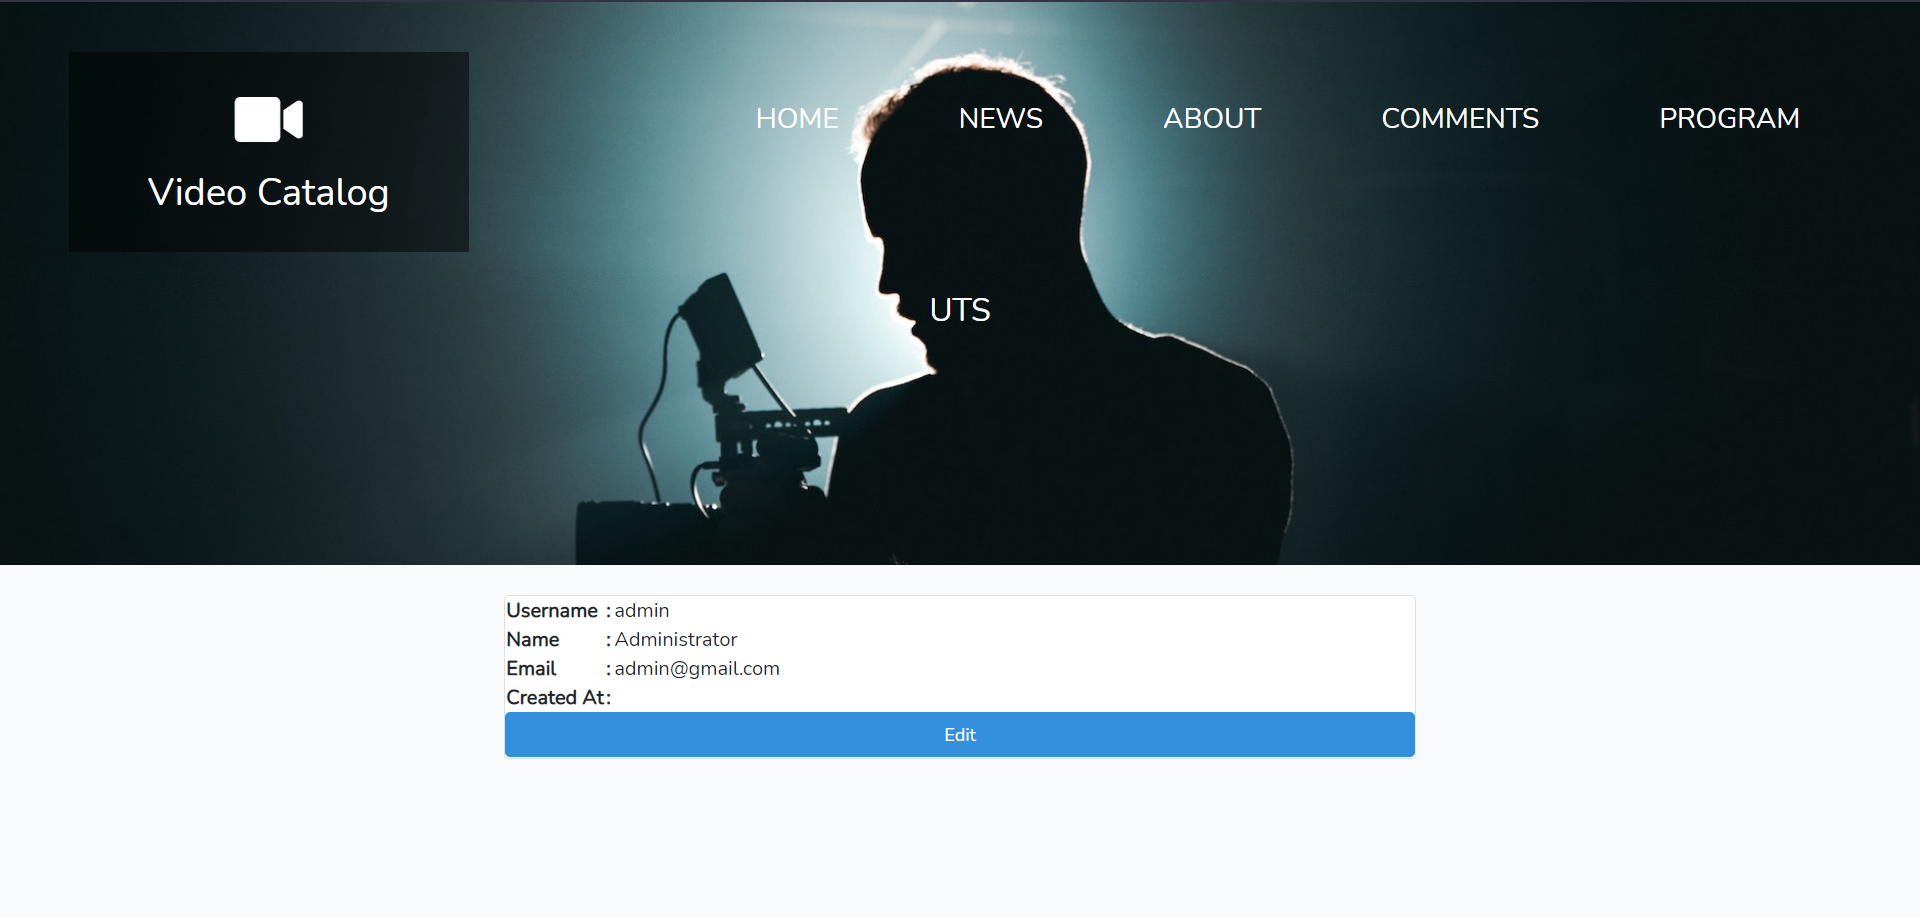 HOME NEWS ABOUT COMMENTS PROGRAM
Video Catalog
UTS
Username : admin
Name : Administrator
Email : admin@gmail.com
Created At :
Edit